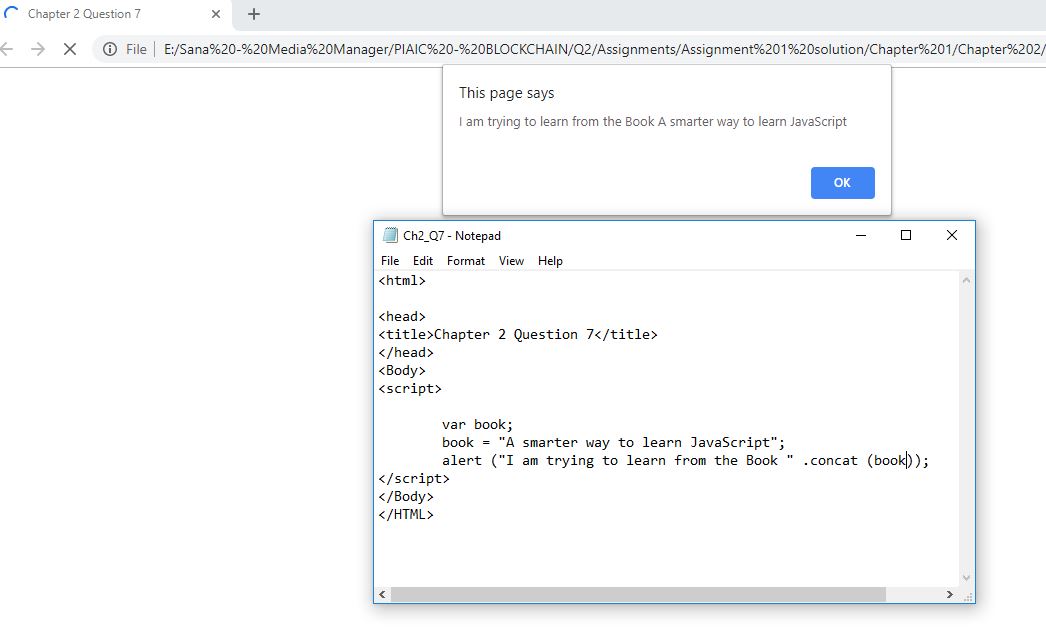 Chapter 2 Question 7
File E:/Sana%20-%20Media%20Manager/PIAIC%20-%20BLOCKCHAIN/Q2/Assignments/Assignment%201%20solution/Chapter%201/Chapter%202/
This page says
I am trying to learn from the Book A smarter way to learn JavaScript
OK
Ch2_Q7 - Notepad
File Edit Format View Help
<html>
<head>
<title>Chapter 2 Question 7</title>
</head>
<Body>
<script>
var book;
book = "A smarter way to learn JavaScript";
alert ("I am trying to learn from the Book " .concat (book));
</script>
</Body>
</HTML>